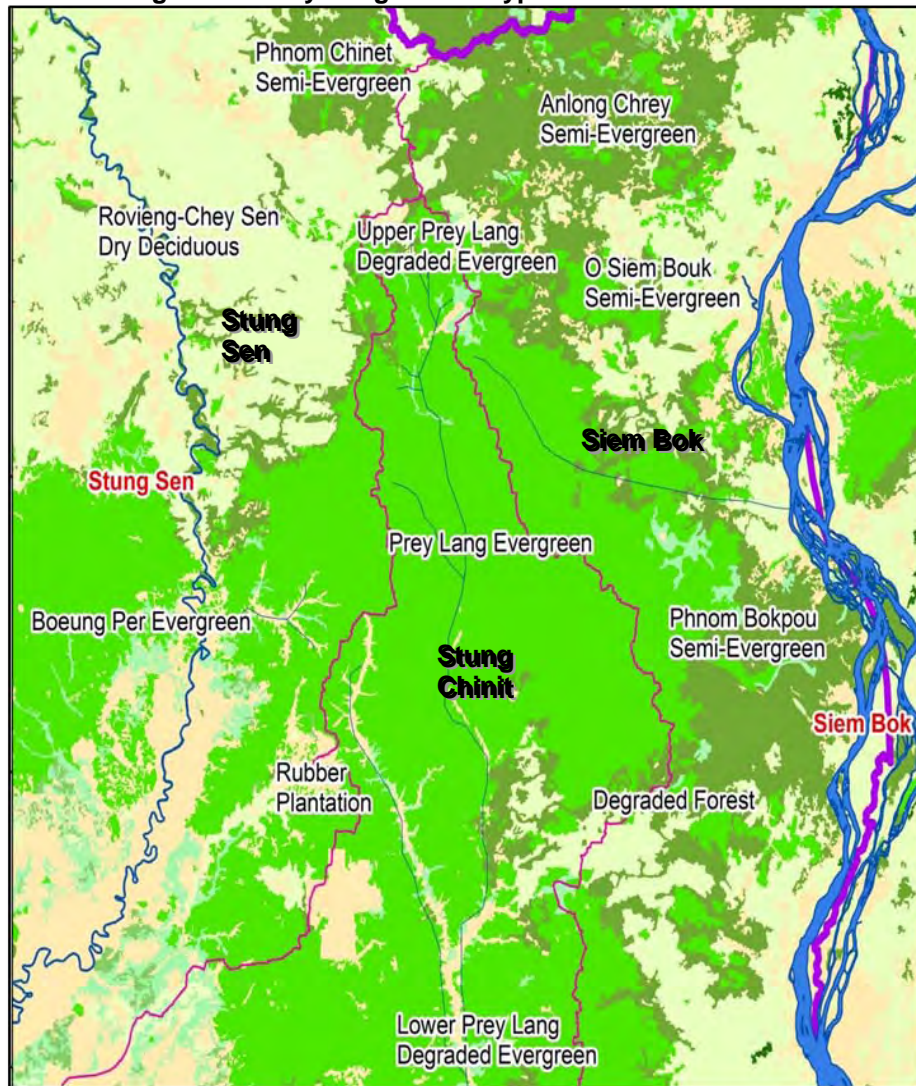 Phnom Chinet
Semi-Evergreen
Anlong Chrey
Semi-Evergreen
Rovieng-Chey Sen
Dry Deciduous
Upper Prey Lang
Degraded Evergreen
O Siem Bouk
Semi-Evergreen
Stung
Sen
Siem Bok
Stung Sen
Prey Lang Evergreen
Boeung Per Evergreen
Phnom Bokpou
Semi-Evergreen
Stung
Chinit
Siem Bok
Rubber
Plantation
Degraded Forest
Lower Prey Lang
Degraded Evergreen